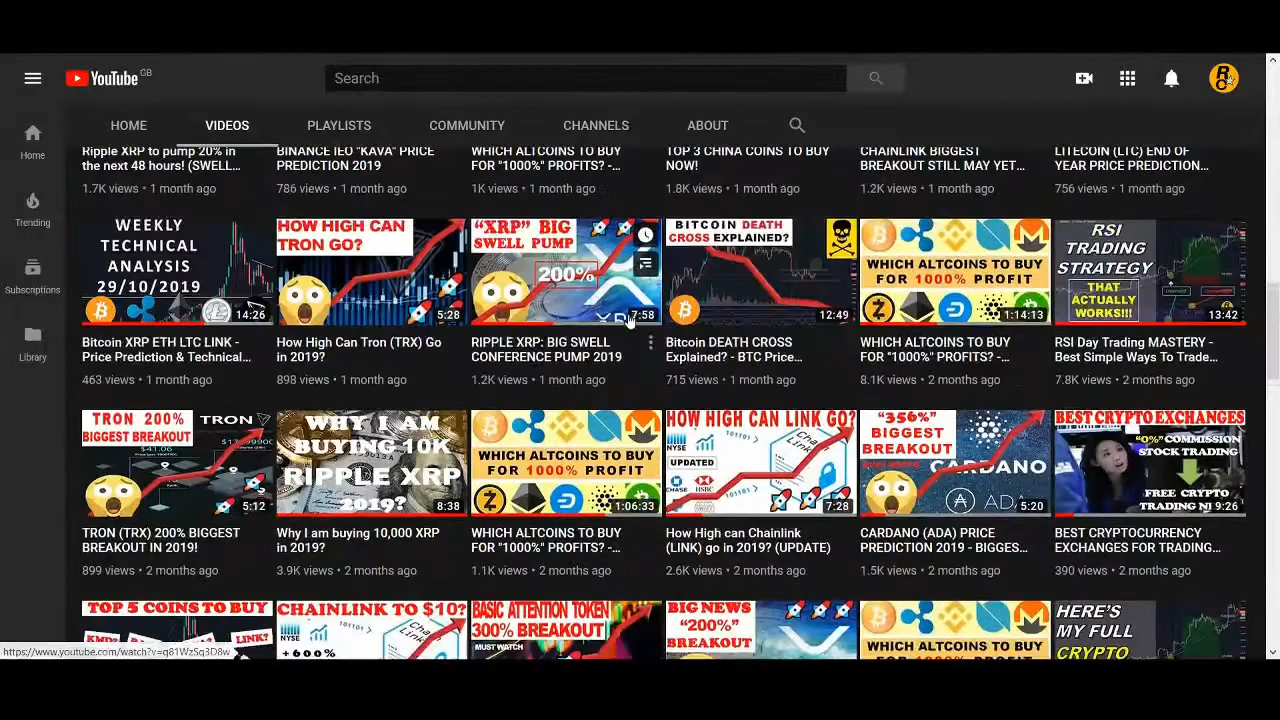 YouTube GB
Search
HOME
VIDEOS
PLAYLISTS
COMMUNITY
CHANNELS
ABOUT
Home
Trending
Subscriptions
Library
Ripple XRP to pump 20% in
the next 48 hours! (SWELL...
1.7K views • 1 month ago
BINANCE IEO "KAVA" PRICE
PREDICTION 2019
786 views • 1 month ago
WHICH ALTCOINS TO BUY
FOR "1000%" PROFITS? -...
1K views • 1 month ago
TOP 3 CHINA COINS TO BUY
NOW!
1.8K views • 1 month ago
CHAINLINK BIGGEST
BREAKOUT STILL MAY YET...
1.2K views • 1 month ago
LITECOIN (LTC) END OF
YEAR PRICE PREDICTION...
756 views • 1 month ago
WEEKLY
TECHNICAL
ANALYSIS
29/10/2019
14:26
Bitcoin XRP ETH LTC LINK -
Price Prediction & Technical...
463 views • 1 month ago
HOW HIGH CAN
TRON GO?
5:28
How High Can Tron (TRX) Go
in 2019?
898 views • 1 month ago
"XRP" BIG
SWELL PUMP
200%
7:58
RIPPLE XRP: BIG SWELL
CONFERENCE PUMP 2019
1.2K views • 1 month ago
BITCOIN DEATH
CROSS EXPLAINED?
12:49
Bitcoin DEATH CROSS
Explained? - BTC Price...
715 views • 1 month ago
WHICH ALTCOINS TO BUY
FOR 1000% PROFIT
1:14:13
WHICH ALTCOINS TO BUY
FOR "1000%" PROFITS? -...
8.1K views • 2 months ago
RSI
TRADING
STRATEGY
THAT
ACTUALLY
WORKS!!!
13:42
RSI Day Trading MASTERY -
Best Simple Ways To Trade...
7.8K views • 2 months ago
TRON 200%
BIGGEST BREAKOUT
TRON
$41.06
5:12
TRON (TRX) 200% BIGGEST
BREAKOUT IN 2019!
899 views • 2 months ago
WHY I AM
BUYING 10K
RIPPLE XRP
2019?
8:38
Why I am buying 10,000 XRP
in 2019?
3.9K views • 2 months ago
WHICH ALTCOINS TO BUY
FOR 1000% PROFIT
1:06:33
WHICH ALTCOINS TO BUY
FOR "1000%" PROFITS? -...
1.1K views • 2 months ago
HOW HIGH CAN LINK GO?
NYSE
UPDATED
CHASE
HSBC
101101
7:28
How High can Chainlink
(LINK) go in 2019? (UPDATE)
2.6K views • 2 months ago
"356%"
BIGGEST
BREAKOUT
CARDANO
ADA
5:20
CARDANO (ADA) PRICE
PREDICTION 2019 - BIGGES...
1.5K views • 2 months ago
BEST CRYPTO EXCHANGES
"0%" COMMISSION
STOCK TRADING
FREE CRYPTO
TRADING N
9:26
BEST CRYPTOCURRENCY
EXCHANGES FOR TRADING...
390 views • 2 months ago
TOP 5 COINS TO BUY
LINK?
CHAINLINK TO $10?
NYSE
+600%
101101
BASIC ATTENTION TOKEN
300% BREAKOUT
MUST WATCH
BIG NEWS
"200%"
BREAKOUT
WHICH ALTCOINS TO BUY
HERE'S
MY FULL
CRYPTO
https://www.youtube.com/watch?v=q81WzSq8D8w